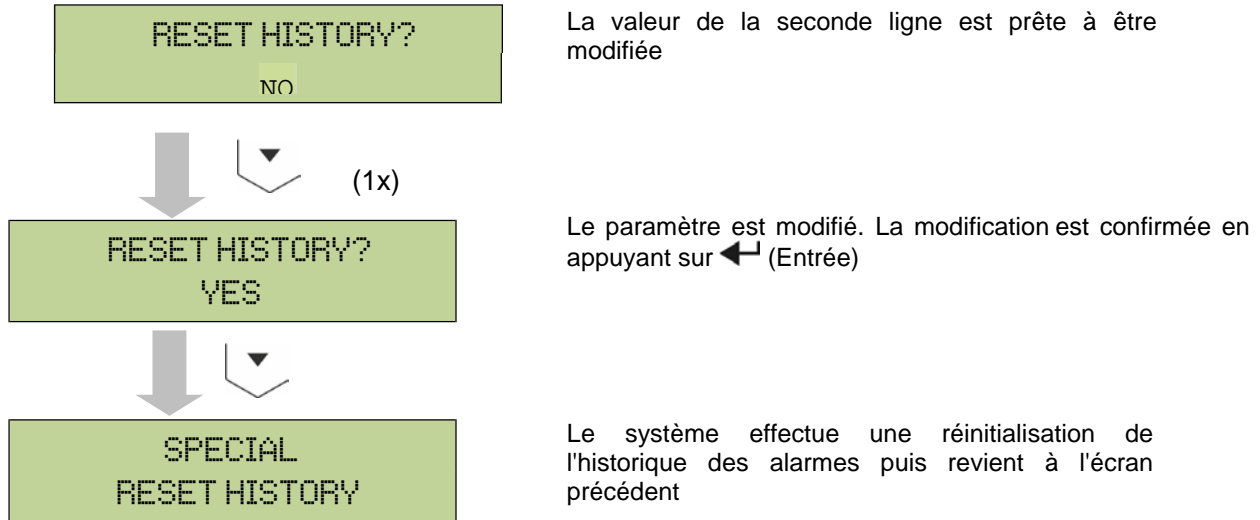 RESET HISTORY?
NO
La valeur de la seconde ligne est prête à être
modifiée
(1x)
RESET HISTORY?
YES
Le paramètre est modifié. La modification est confirmée en
appuyant sur (Entrée)
SPECIAL
RESET HISTORY
Le système effectue une réinitialisation de
l'historique des alarmes puis revient à l'écran
précédent